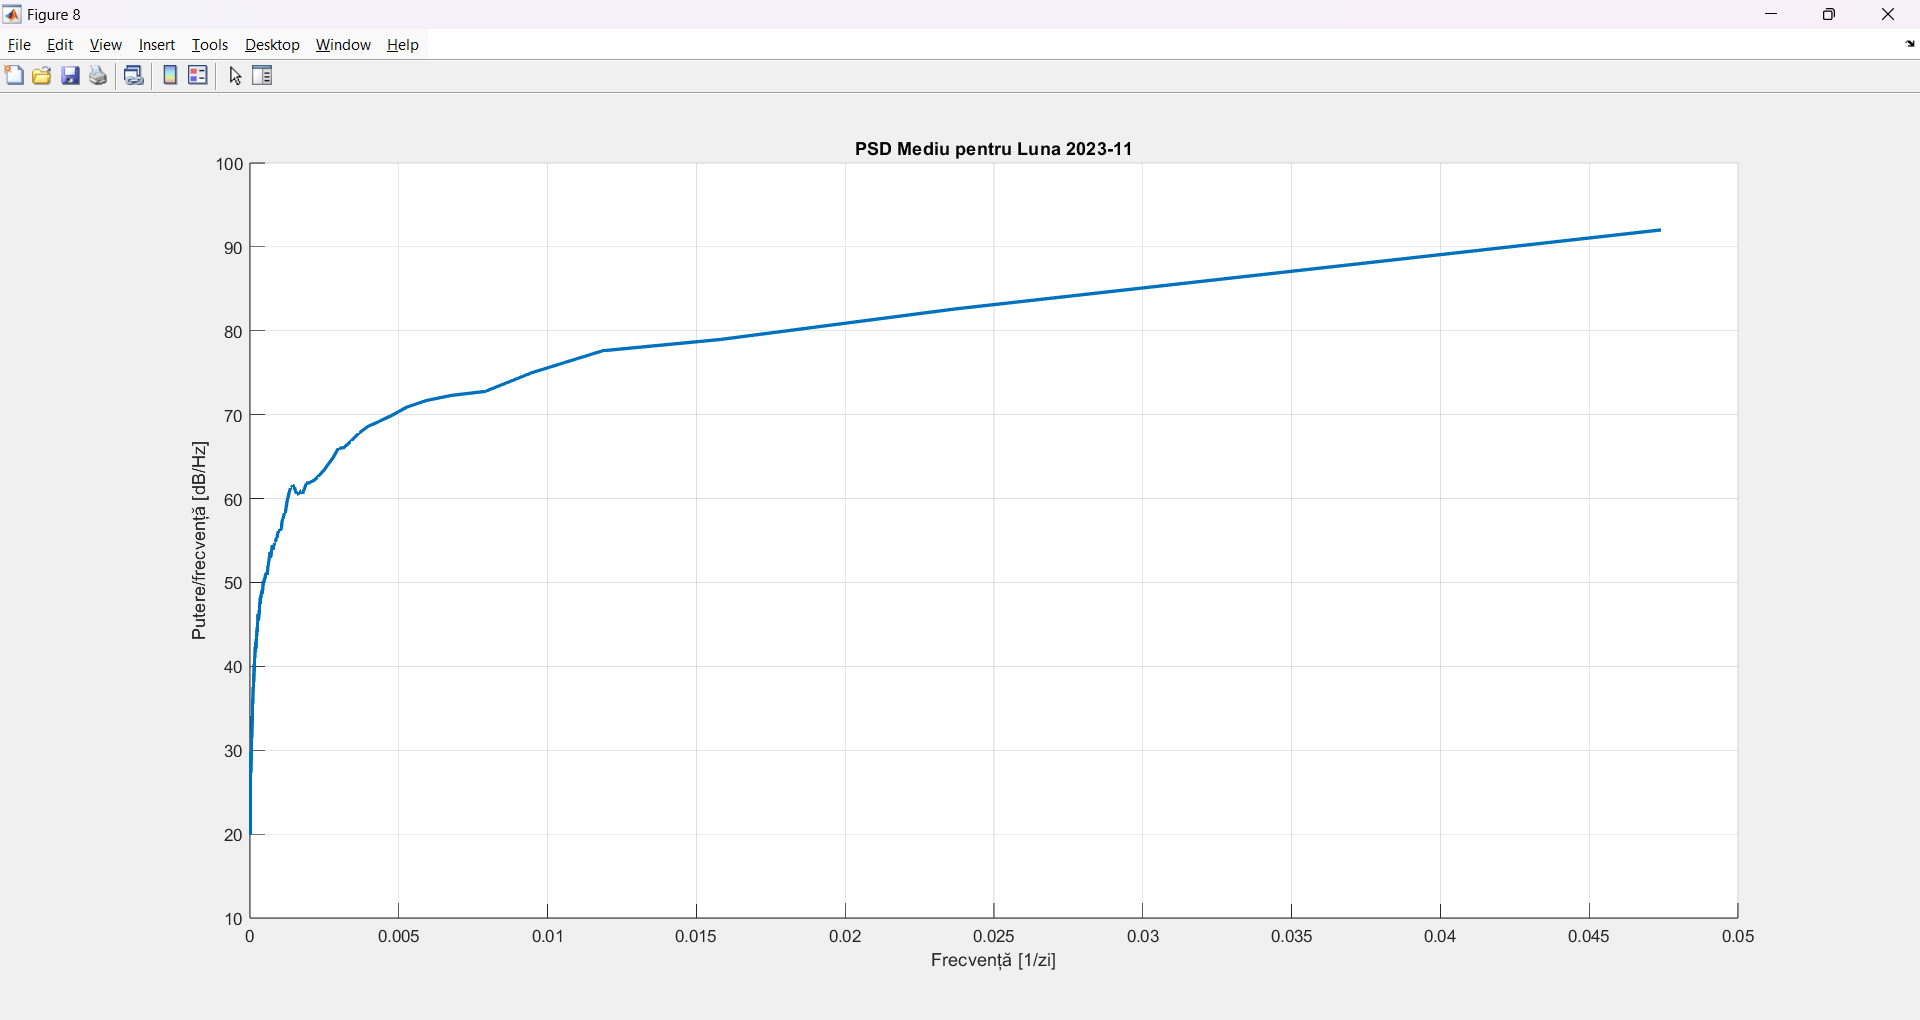 Figure 8
File Edit View Insert Tools Desktop Window Help
PSD Mediu pentru Luna 2023-11
100
90
80
70
60
50
40
30
20
10
Putere/frecvență [dB/Hz]
0 0.005 0.01 0.015 0.02 0.025 0.03 0.035 0.04 0.045 0.05
Frecvență [1/zi]